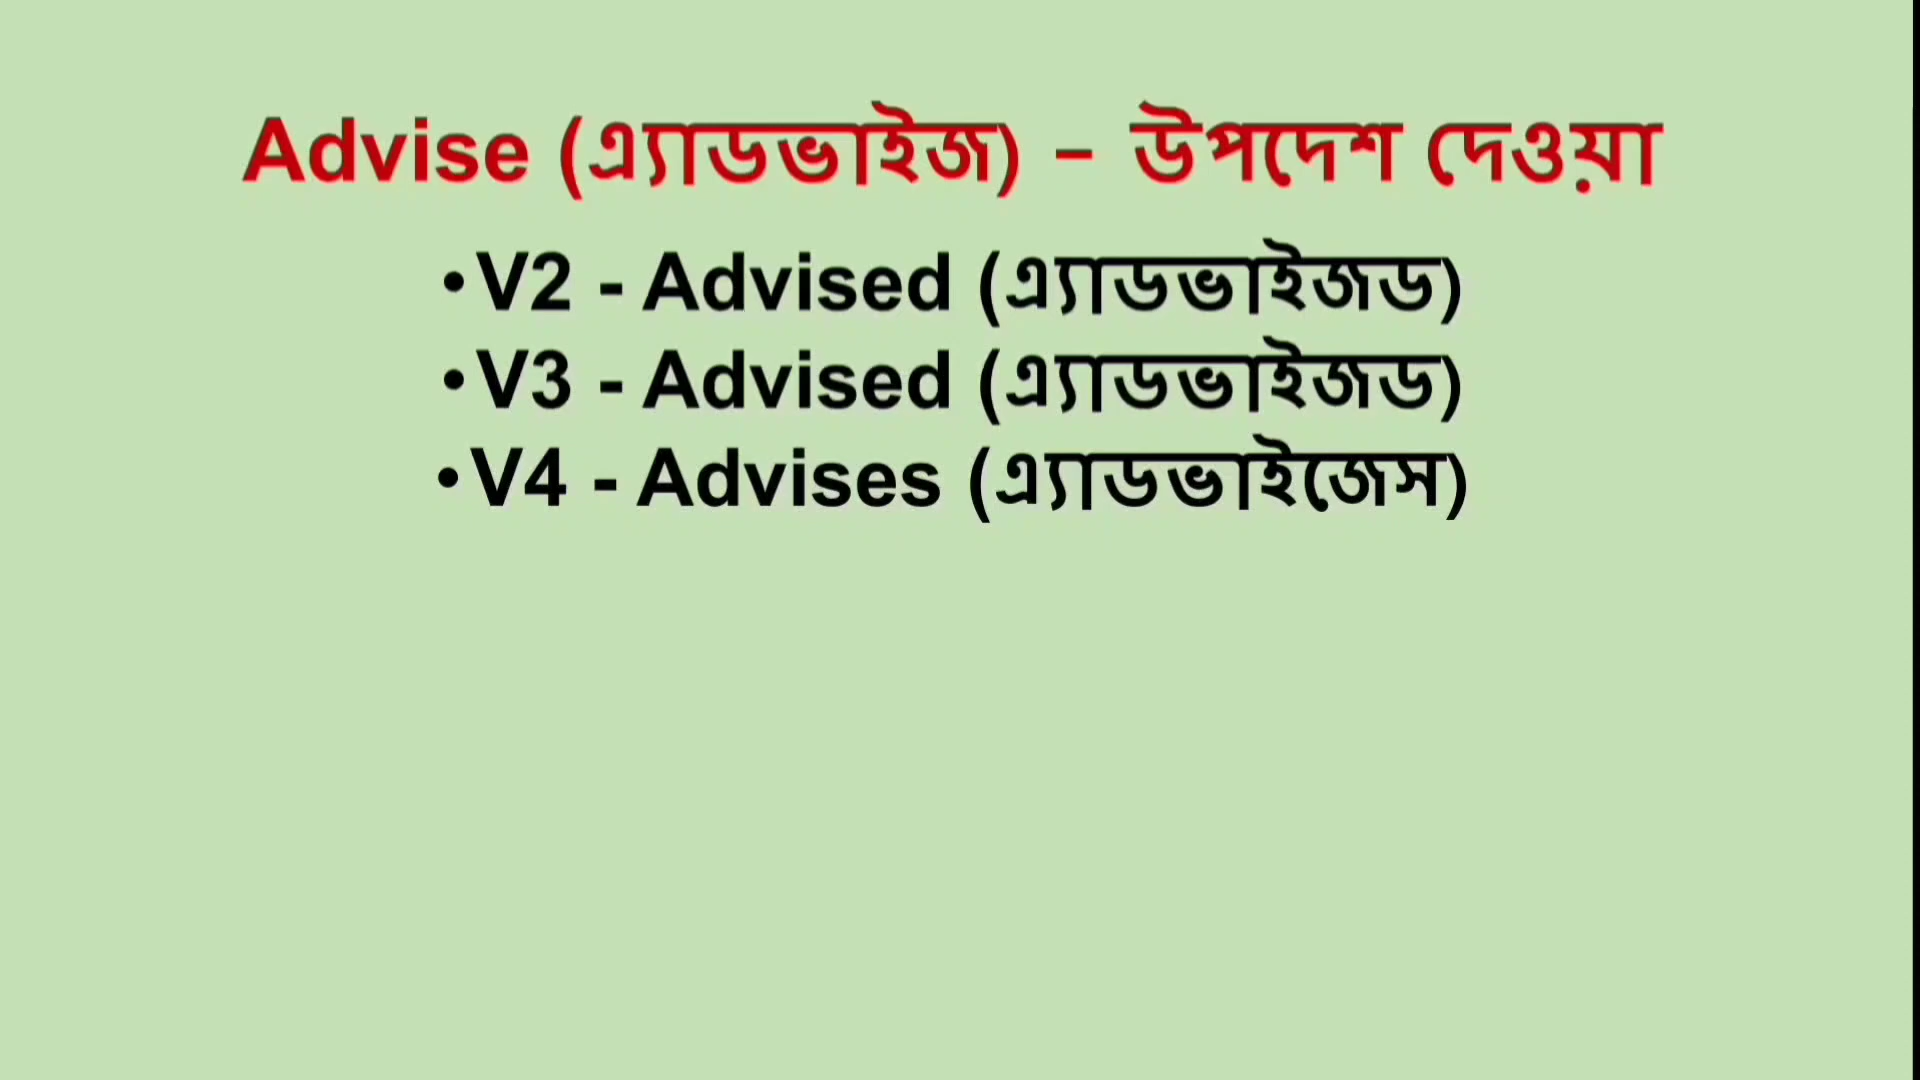 Advise (এ্যাডভাইজ) – উপদেশ দেওয়া
•V2 - Advised (এ্যাডভাইজড)
•V3 - Advised (এ্যাডভাইজড)
•V4 - Advises (এ্যাডভাইজেস)